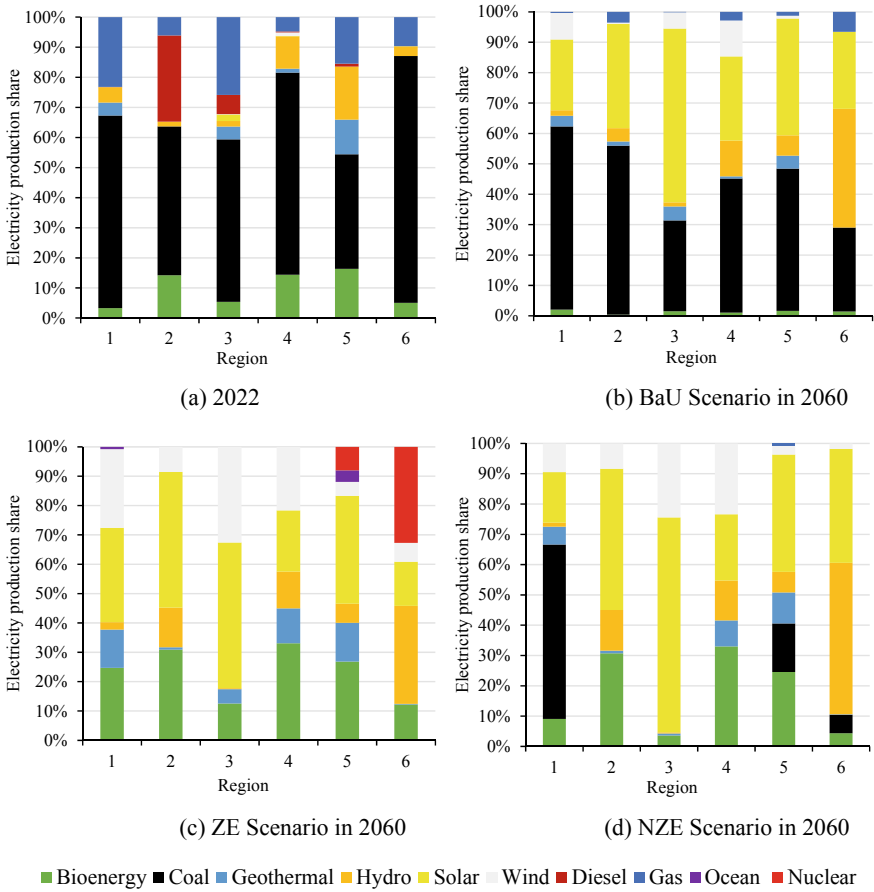 Electricity production share
100%
90%
80%
70%
60%
50%
40%
30%
20%
10%
0%
1 2 3 4 5 6
Region
(a) 2022
Electricity production share
100%
90%
80%
70%
60%
50%
40%
30%
20%
10%
0%
1 2 3 4 5 6
Region
(b) BaU Scenario in 2060
Electricity production share
100%
90%
80%
70%
60%
50%
40%
30%
20%
10%
0%
1 2 3 4 5 6
Region
(c) ZE Scenario in 2060
Electricity production share
100%
90%
80%
70%
60%
50%
40%
30%
20%
10%
0%
1 2 3 4 5 6
Region
(d) NZE Scenario in 2060
Bioenergy Coal Geothermal Hydro Solar Wind Diesel Gas Ocean Nuclear